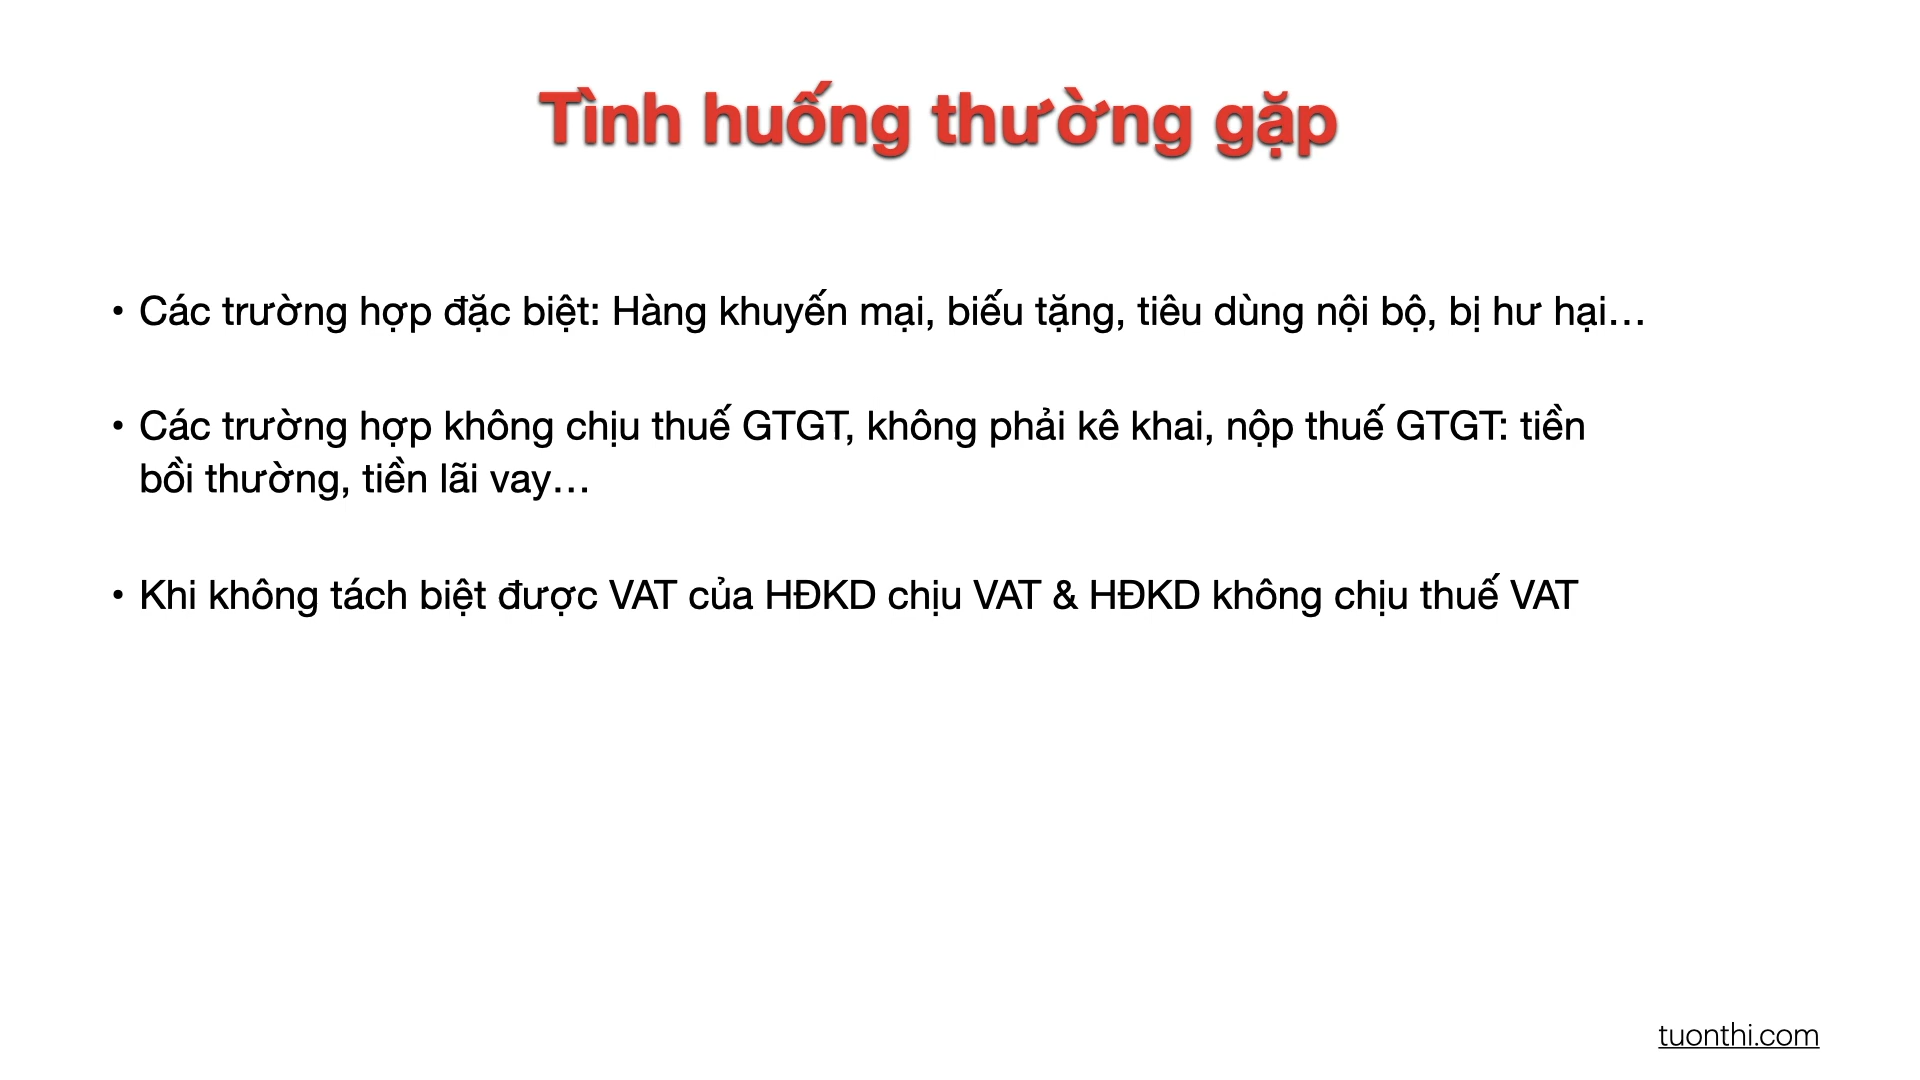 Tình huống thường gặp
• Các trường hợp đặc biệt: Hàng khuyến mại, biếu tặng, tiêu dùng nội bộ, bị hư hại…
• Các trường hợp không chịu thuế GTGT, không phải kê khai, nộp thuế GTGT: tiền
bồi thường, tiền lãi vay…
• Khi không tách biệt được VAT của HĐKD chịu VAT & HĐKD không chịu thuế VAT
tuonthi.com